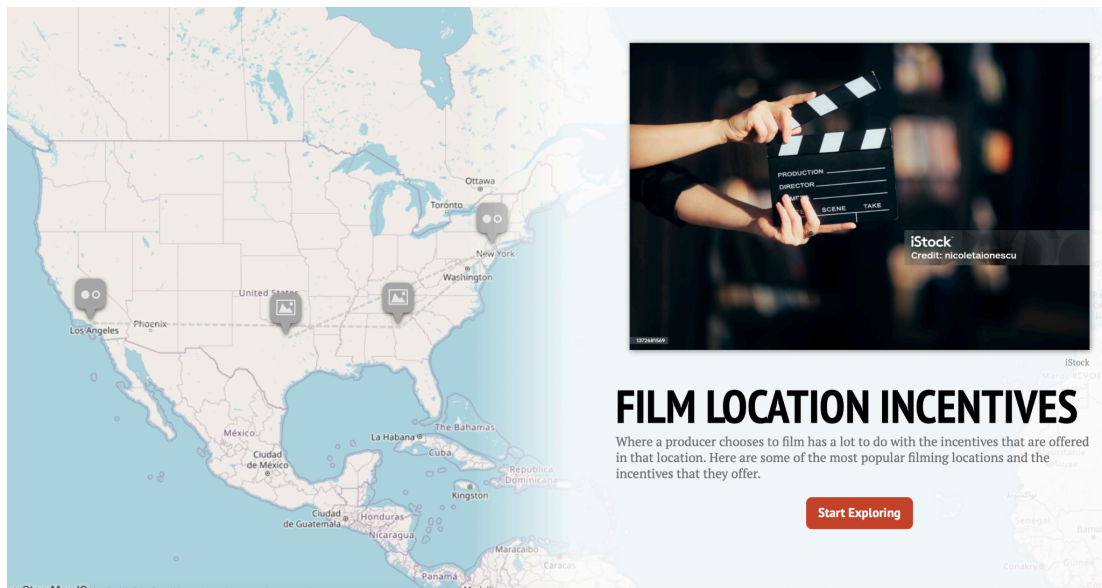 Ottawa
Toronto
New York
Washington
United States
Los Angeles
Phoenix
The Bahamas
La Habana
Cuba
México
Ciudad
de México
República
Dominicana
Kingston
Ciudad
de Guatemala
Honduras
Nicaragua
Maracaibo
Caracas
Panamá
PRODUCTION
DIRECTOR
SCENE
TAKE
iStock
Credit: nicoletaionescu
1372681569
iStock
FILM LOCATION INCENTIVES
Where a producer chooses to film has a lot to do with the incentives that are offered
in that location. Here are some of the most popular filming locations and the
incentives that they offer.
Start Exploring
Sénégal